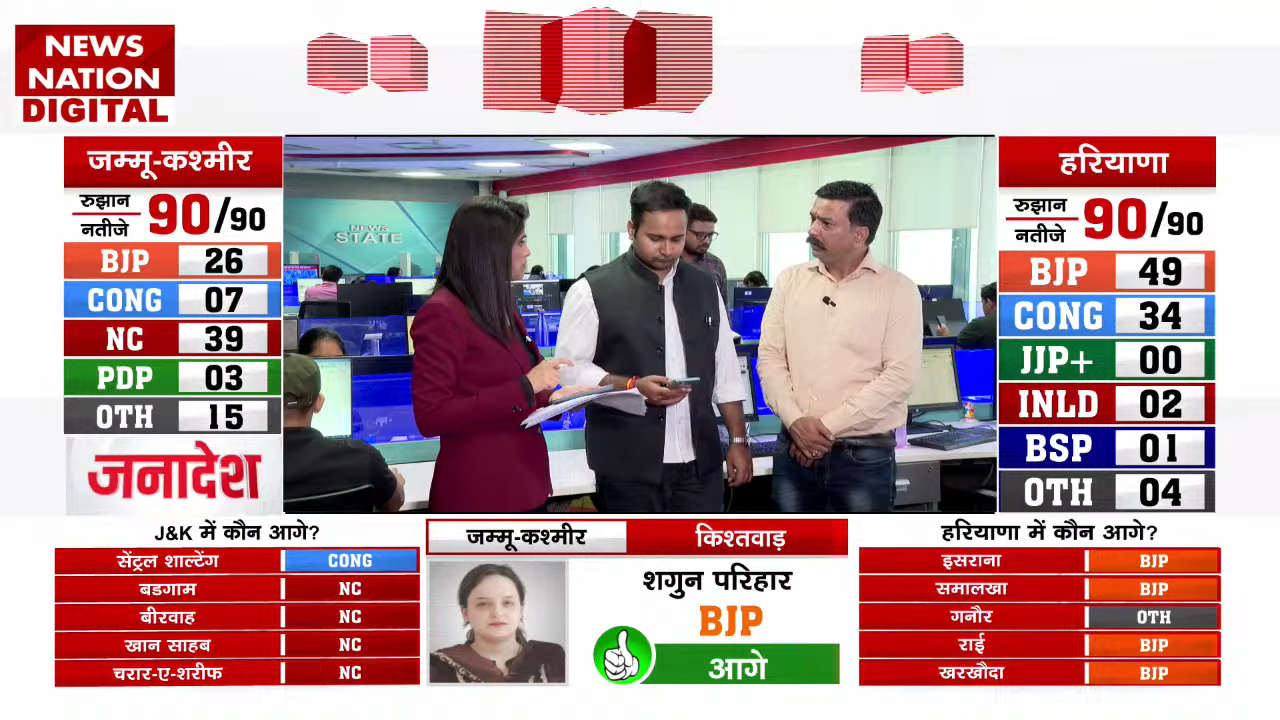 NEWS
NATION
DIGITAL
जम्मू-कश्मीर
रुझान
नतीजे
90/90
BJP 26
CONG 07
NC 39
PDP 03
OTH 15
जनादेश
NEWS
STATE
हरियाणा
रुझान
नतीजे
90/90
BJP 49
CONG 34
JJP+ 00
INLD 02
BSP 01
OTH 04
J&K में कौन आगे?
सेंट्रल शाल्टेंग CONG
बडगाम NC
बीरवाह NC
खान साहब NC
चरार-ए-शरीफ NC
जम्मू-कश्मीर किश्तवाड़
शगुन परिहार
BJP
आगे
हरियाणा में कौन आगे?
इसराना BJP
समालखा BJP
गनौर OTH
राई BJP
खरखौदा BJP